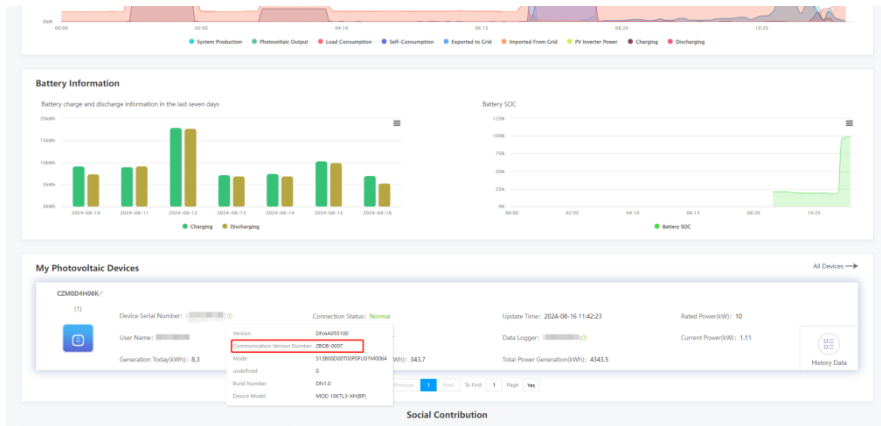 0kW
00:00 02:05 04:10 06:15 08:20 10:25
System Production Photovoltaic Output Load Consumption Self-Consumption Exported to Grid Imported From Grid PV Inverter Power Charging Discharging
Battery Information
Battery charge and discharge information in the last seven days
Battery SOC
20kWh
15kWh
10kWh
5kWh
0kWh
2024-08-10 2024-08-11 2024-08-12 2024-08-13 2024-08-14 2024-08-15 2024-08-16
Charging Discharging
125%
100%
75%
50%
25%
0%
00:00 02:05 04:10 06:15 08:20 10:25
Battery SOC
My Photovoltaic Devices
All Devices
CZM0D4H06K
(1)
Device Serial Number:
Connection Status: Normal
Update Time: 2024-08-16 11:42:23
Rated Power(kW): 10
User Name:
Data Logger:
Current Power(kW): 1.11
Generation Today(kWh): 8.3
Wh): 343.7
Total Power Generation(kWh): 4343.5
History Data
Version DNAA055100
Communication Version Number ZBDB-0007
Mode S13B00D00T00P0FU01M0064
undefined 0
Build Number DN1.0
Device Model MOD 10KTL3-XH(BP)
Previous 1 Next To First 1 Page Yes
Social Contribution